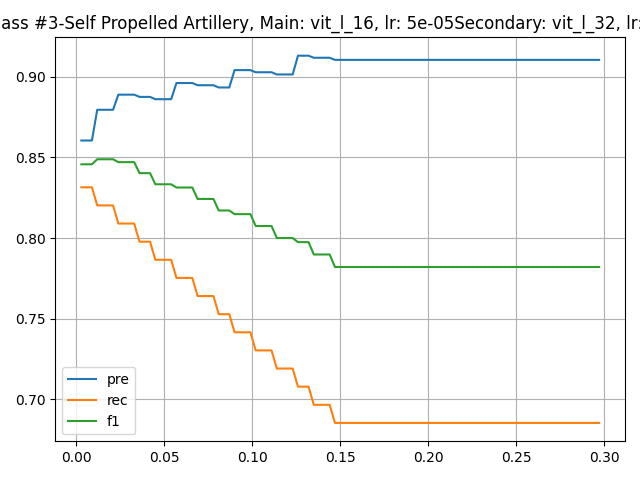 ass #3-Self Propelled Artillery, Main: vit_l_16, lr: 5e-05Secondary: vit_l_32, lr:
0.90
0.85
0.80
0.75
0.70
pre
rec
f1
0.00 0.05 0.10 0.15 0.20 0.25 0.30